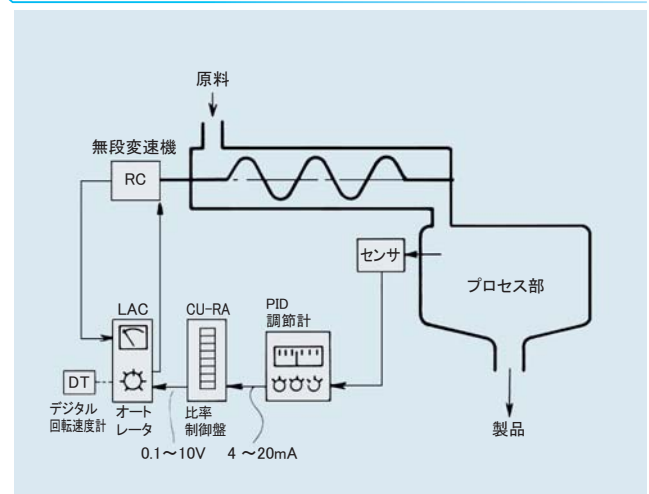 原料
無段変速機
RC
センサ
プロセス部
LAC
CU-RA
PID
調節計
DT
デジタル
回転速度計
オート
レータ
比率
制御盤
0.1～10V
4 ～20mA
製品